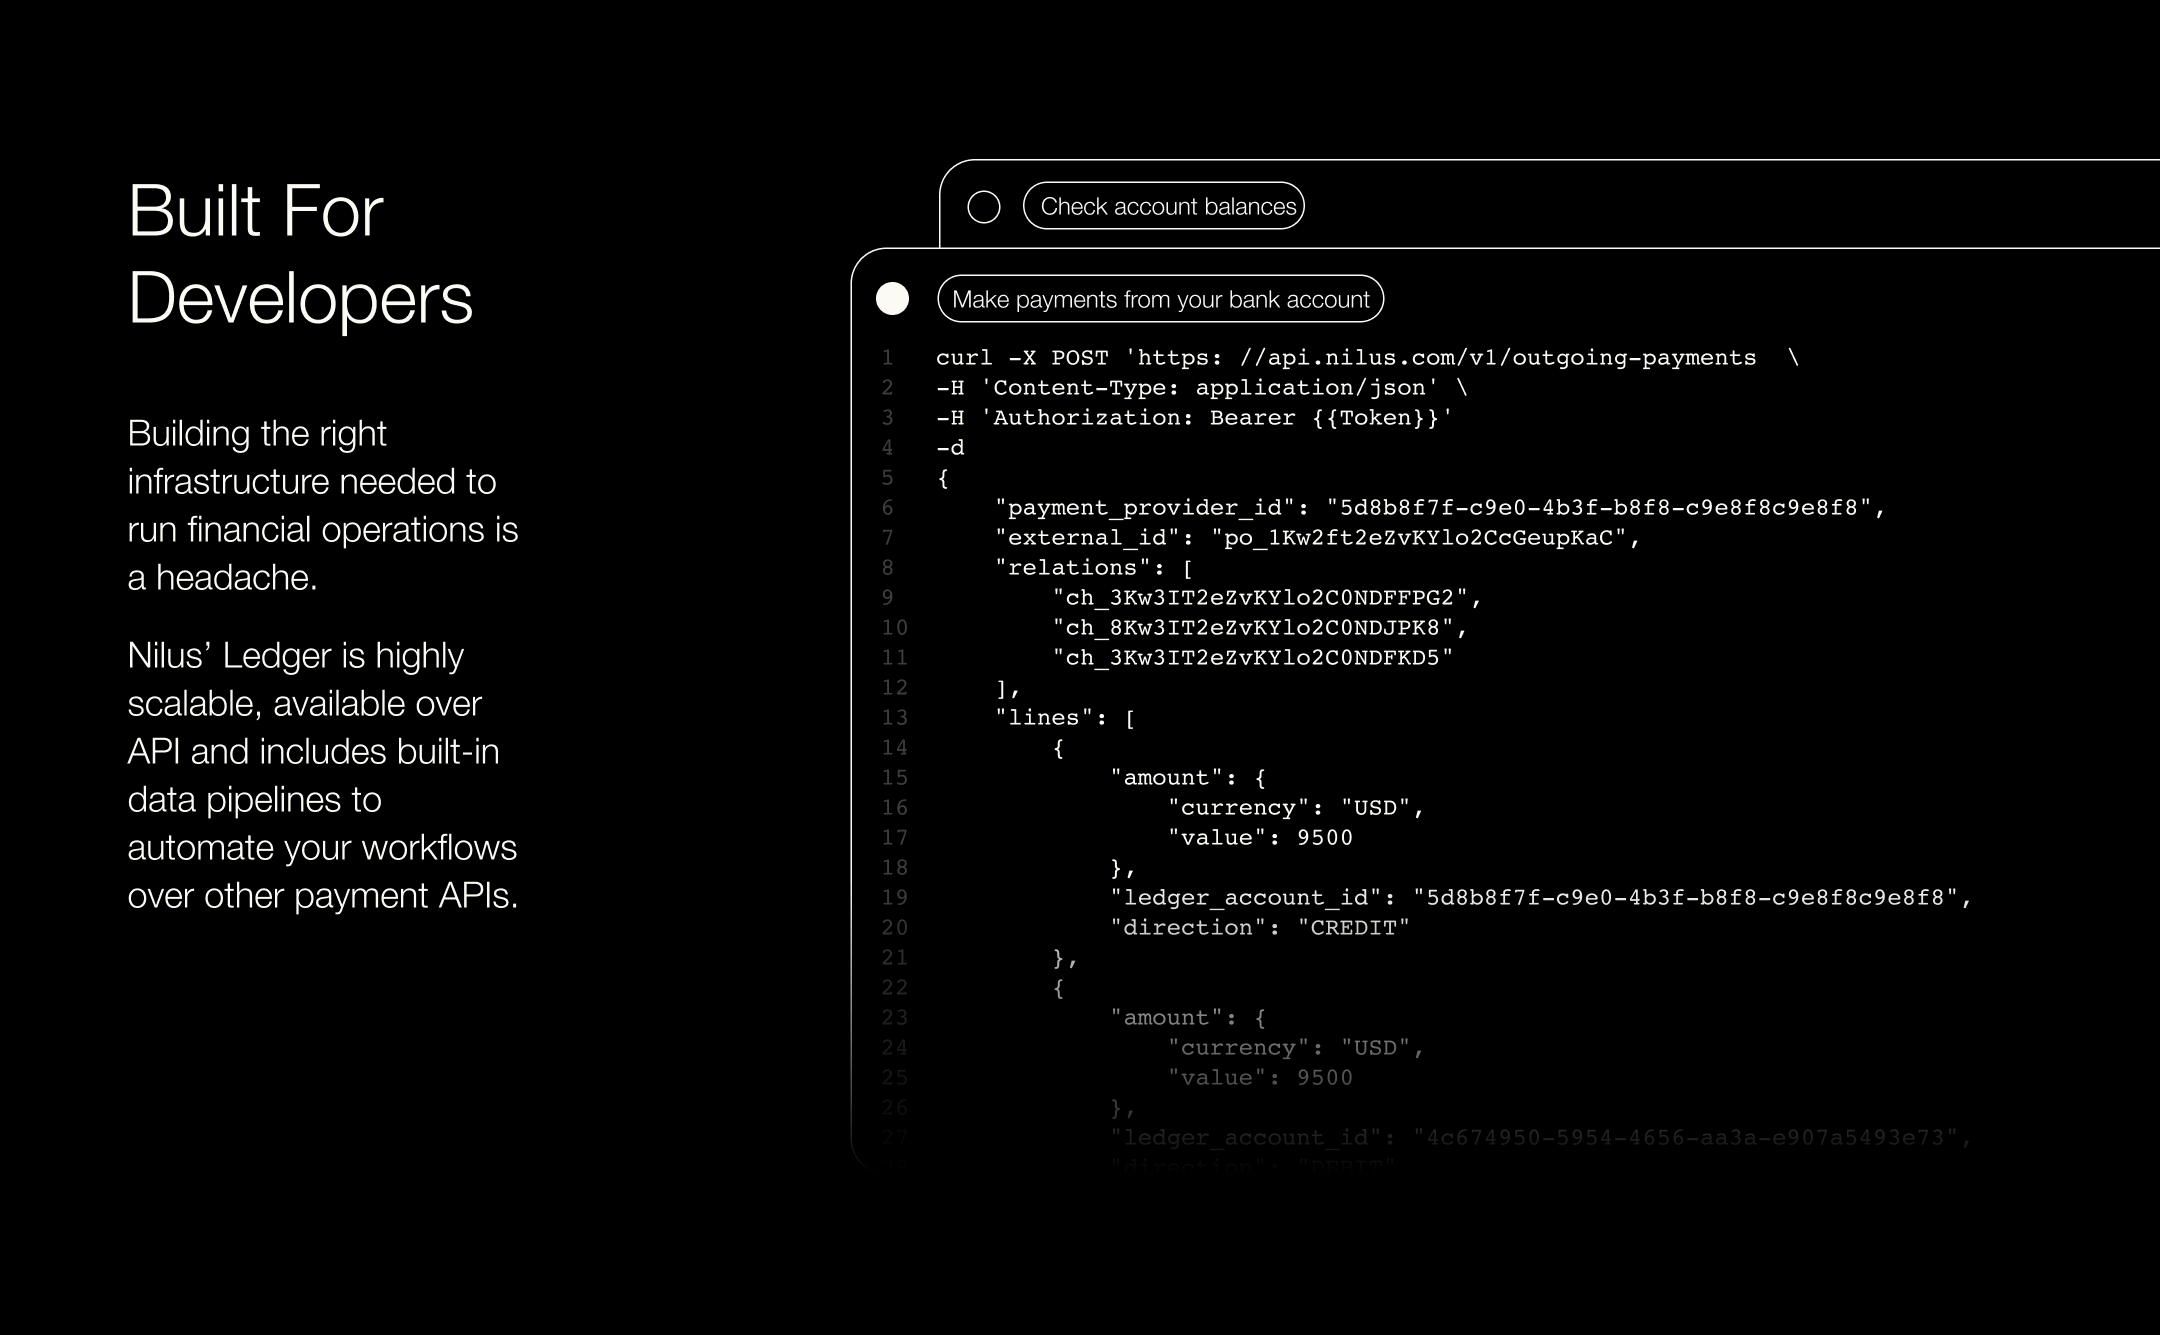 Built For
Developers
Building the right
infrastructure needed to
run financial operations is
a headache.
Nilus’ Ledger is highly
scalable, available over
API and includes built-in
data pipelines to
automate your workflows
over other payment APIs.
Check account balances
Make payments from your bank account
1 curl -X POST 'https: //api.nilus.com/v1/outgoing-payments  \
2 -H 'Content-Type: application/json' \
3 -H 'Authorization: Bearer {{Token}}'
4 -d
5 {
6     "payment_provider_id": "5d8b8f7f-c9e0-4b3f-b8f8-c9e8f8c9e8f8",
7     "external_id": "po_1Kw2ft2eZvKYlo2CcGeupKaC",
8     "relations": [
9         "ch_3Kw3IT2eZvKYlo2C0NDFFPG2",
10         "ch_8Kw3IT2eZvKYlo2C0NDJPK8",
11         "ch_3Kw3IT2eZvKYlo2C0NDFKD5"
12     ],
13     "lines": [
14         {
15             "amount": {
16                 "currency": "USD",
17                 "value": 9500
18             },
19             "ledger_account_id": "5d8b8f7f-c9e0-4b3f-b8f8-c9e8f8c9e8f8",
20             "direction": "CREDIT"
21         },
22         {
23             "amount": {
24                 "currency": "USD",
25                 "value": 9500
26             },
27             "ledger_account_id": "4c674950-5954-4656-aa3a-e907a5493e73",
28             "direction": "DEBIT"